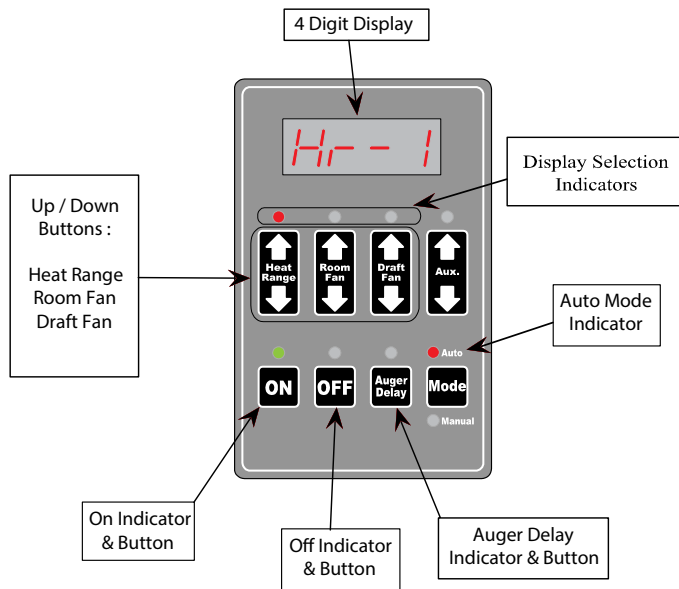 4 Digit Display
Hr--1
Display Selection
Indicators
Up / Down
Buttons :
Heat Range
Room Fan
Draft Fan
Heat
Range
Room
Fan
Draft
Fan
Aux.
Auto Mode
Indicator
Auto
ON
OFF
Auger
Delay
Mode
Manual
On Indicator
& Button
Off Indicator
& Button
Auger Delay
Indicator & Button